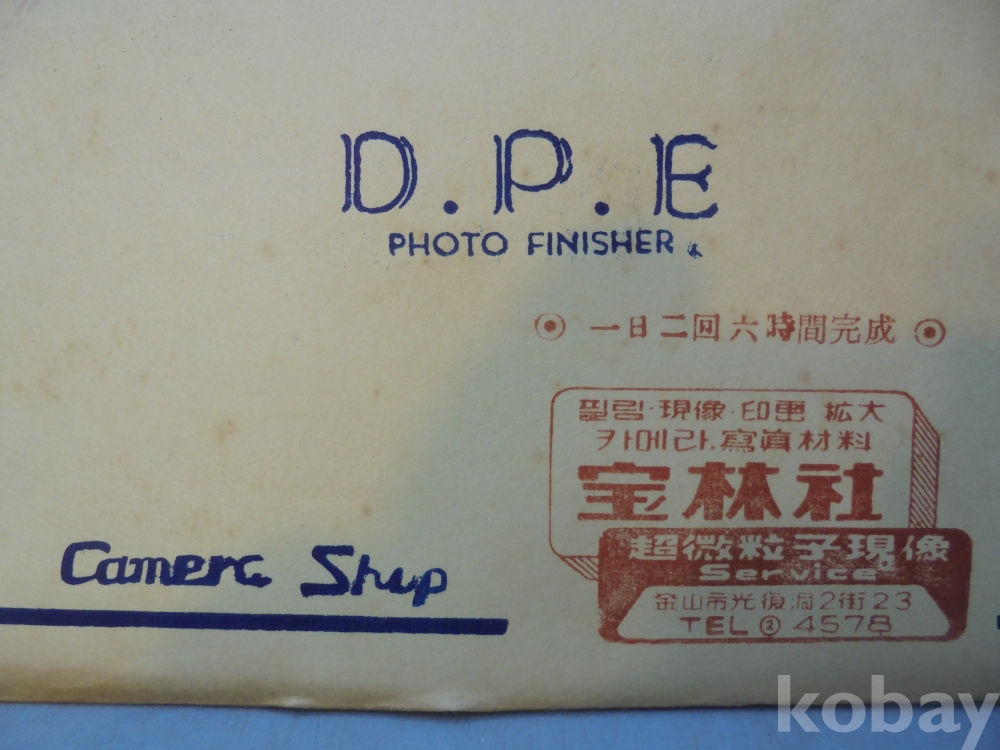 D.P.E
PHOTO FINISHER
◉ 一日二回六時間完成 ◉
필림·現像·印画 拡大
카메라.寫真材料
宝林社
超微粒子現像
Service
釜山市光復洞2街23
TEL ② 4578
Camera Shop
kobay